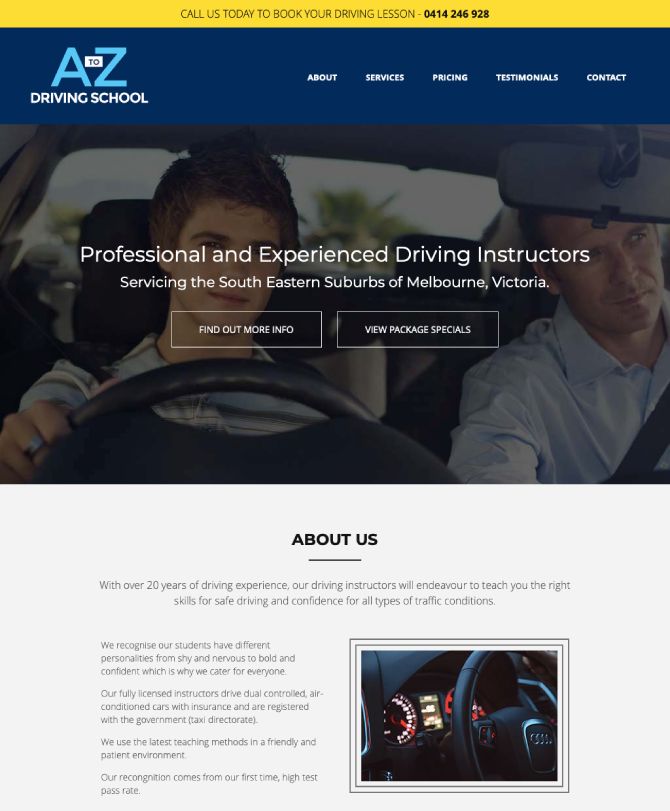 CALL US TODAY TO BOOK YOUR DRIVING LESSON - 0414 246 928
A TO Z
DRIVING SCHOOL
ABOUT SERVICES PRICING TESTIMONIALS CONTACT
Professional and Experienced Driving Instructors
Servicing the South Eastern Suburbs of Melbourne, Victoria.
FIND OUT MORE INFO VIEW PACKAGE SPECIALS
ABOUT US
With over 20 years of driving experience, our driving instructors will endeavour to teach you the right
skills for safe driving and confidence for all types of traffic conditions.
We recognise our students have different
personalities from shy and nervous to bold and
confident which is why we cater for everyone.
Our fully licensed instructors drive dual controlled, air-
conditioned cars with insurance and are registered
with the government (taxi directorate).
We use the latest teaching methods in a friendly and
patient environment.
Our recongnition comes from our first time, high test
pass rate.